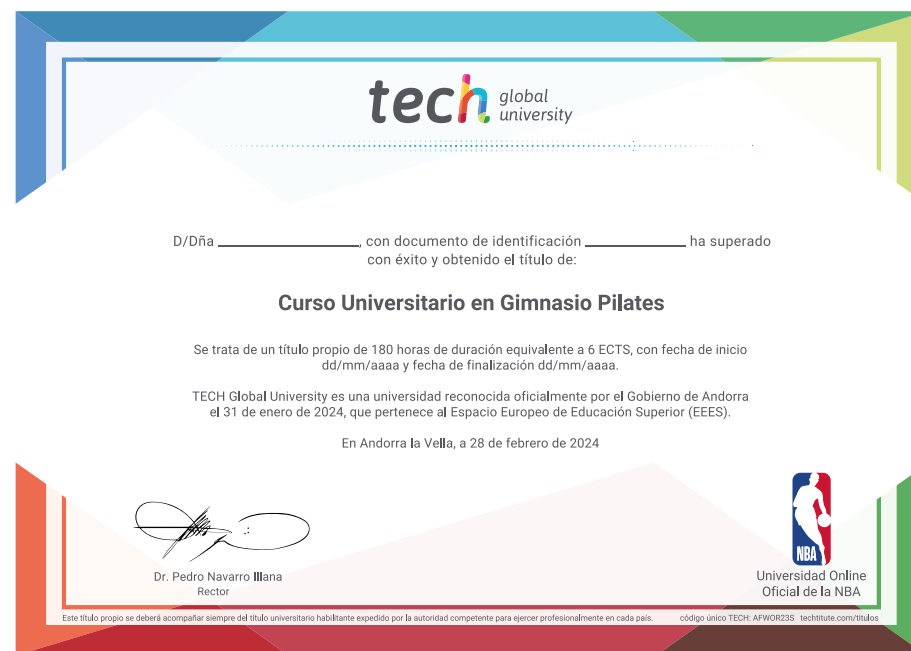 tech global university
D/Dña ____________, con documento de identificación ____________ ha superado
con éxito y obtenido el título de:
Curso Universitario en Gimnasio Pilates
Se trata de un título propio de 180 horas de duración equivalente a 6 ECTS, con fecha de inicio
dd/mm/aaaa y fecha de finalización dd/mm/aaaa.
TECH Global University es una universidad reconocida oficialmente por el Gobierno de Andorra
el 31 de enero de 2024, que pertenece al Espacio Europeo de Educación Superior (EEES).
En Andorra la Vella, a 28 de febrero de 2024
Dr. Pedro Navarro Illana
Rector
NBA
Universidad Online
Oficial de la NBA
Este título propio se deberá acompañar siempre del título universitario habilitante expedido por la autoridad competente para ejercer profesionalmente en cada país. código único TECH: AFWOR23S techtitute.com/titulos